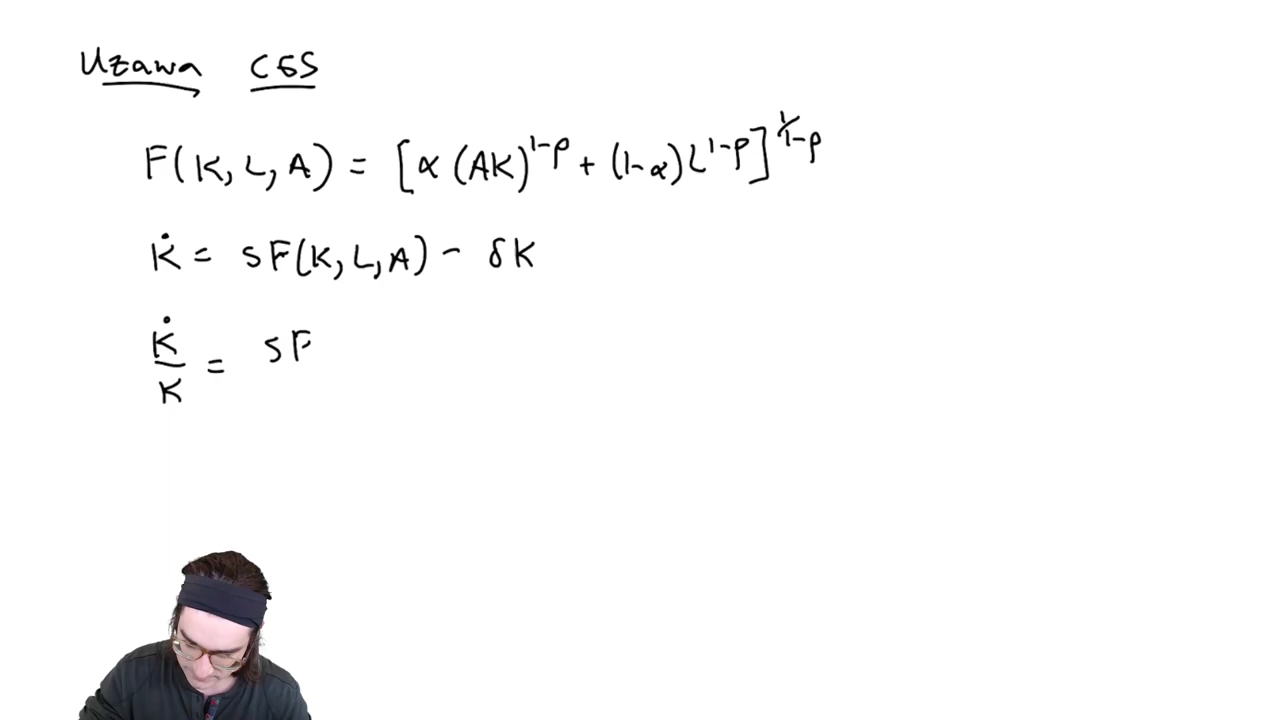 Uzawa CES
F(K, L, A) = [α (AK)^{1-ρ} + (1-α) L^{1-ρ}]^{1/1-ρ}
K̇ = sF(K, L, A) - δK
K̇/K = sF